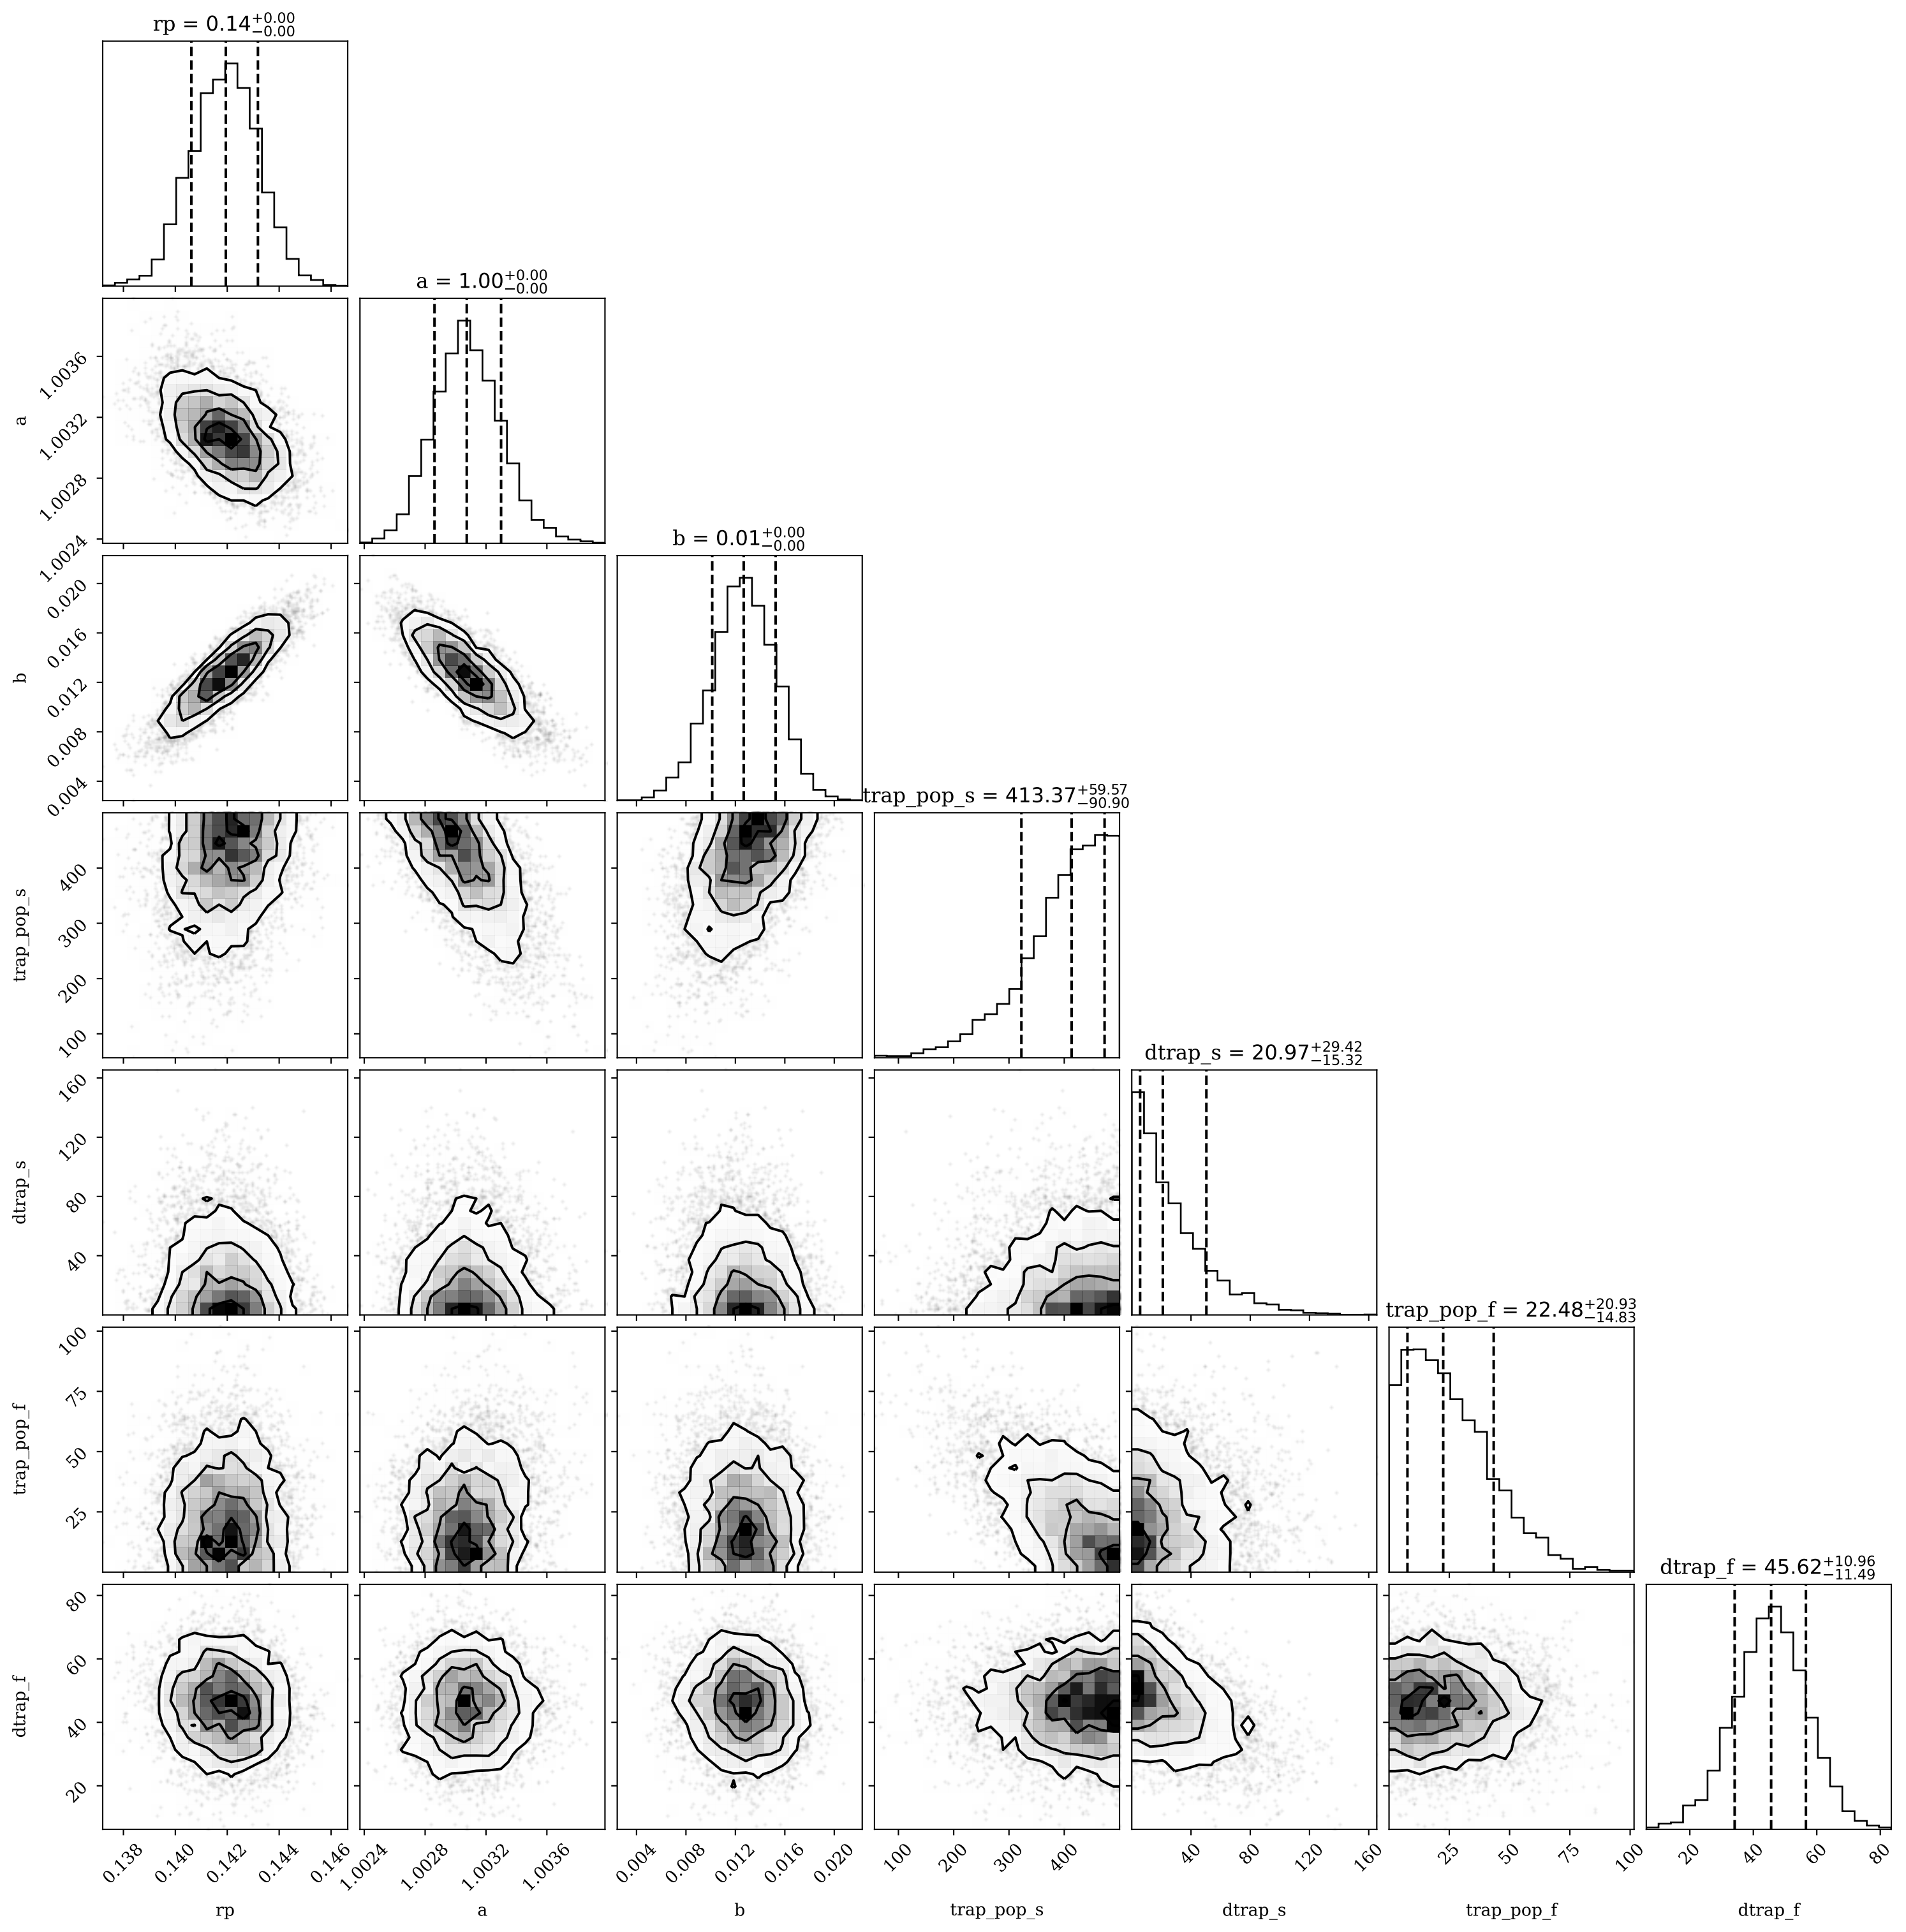 rp = 0.14+0.00 −0.00
a = 1.00+0.00 −0.00
1.0036
1.0032
1.0028
1.0024
a
b = 0.01+0.00 −0.00
0.020
0.016
0.012
0.008
0.004
b
trap_pop_s = 413.37+59.57 −90.90
400
300
200
100
trap_pop_s
dtrap_s = 20.97+29.42 −15.32
160
120
80
40
dtrap_s
trap_pop_f = 22.48+20.93 −14.83
100
75
50
25
trap_pop_f
dtrap_f = 45.62+10.96 −11.49
80
60
40
20
dtrap_f
0.138 0.140 0.142 0.144 0.146 1.0024 1.0028 1.0032 1.0036 0.004 0.008 0.012 0.016 0.020 100 200 300 400 40 80 120 160 25 50 75 100 20 40 60 80
rp a b trap_pop_s dtrap_s trap_pop_f dtrap_f